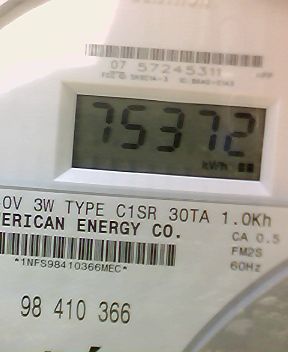 07 57245311
75372
kWh
0V 3W TYPE C1SR 30TA 1.0Kh
ERICAN ENERGY CO.
CA 0.5
FM2S
*1NFS98410366MEC*
60Hz
98 410 366